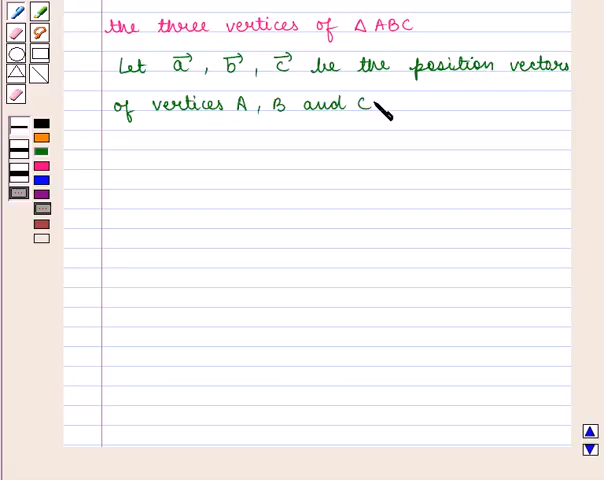 the three vertices of △ ABC
Let a⃗ , b⃗ , c⃗ be the position vectors
of vertices A , B and C